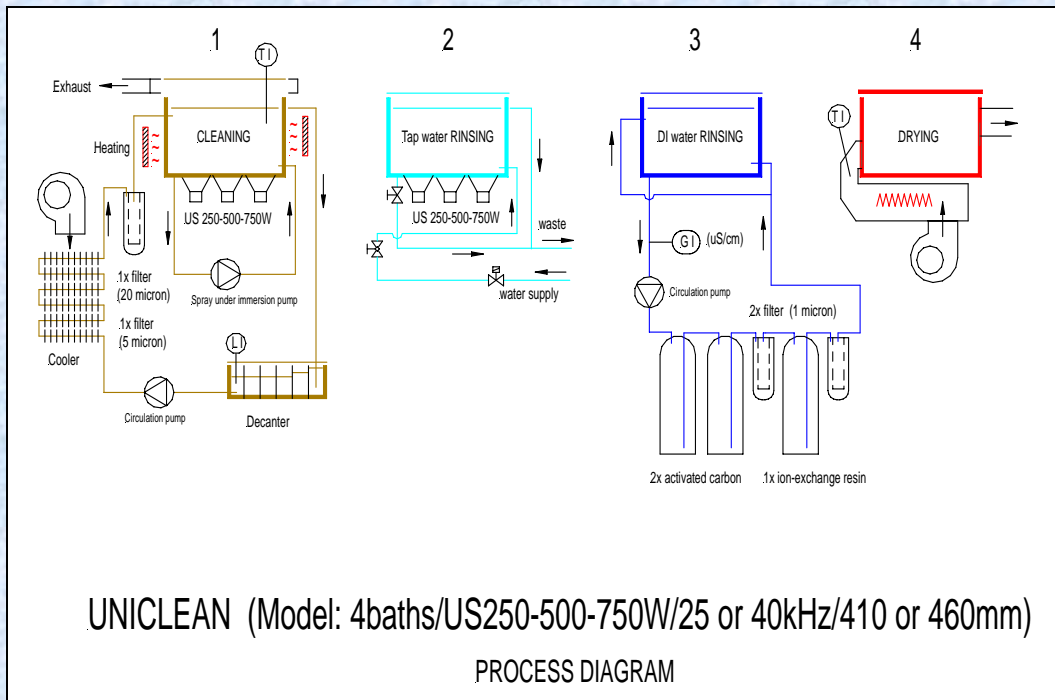 1
2
3
4
TI
Exhaust
CLEANING
Heating
US 250-500-750W
1x filter
(20 micron)
1x filter
(5 micron)
Spray under immersion pump
Cooler
LI
Circulation pump
Decanter
Tap water RINSING
US 250-500-750W
waste
water supply
DI water RINSING
GI (uS/cm)
Circulation pump
2x filter (1 micron)
2x activated carbon
1x ion-exchange resin
TI
DRYING
UNICLEAN (Model: 4baths/US250-500-750W/25 or 40kHz/410 or 460mm)
PROCESS DIAGRAM